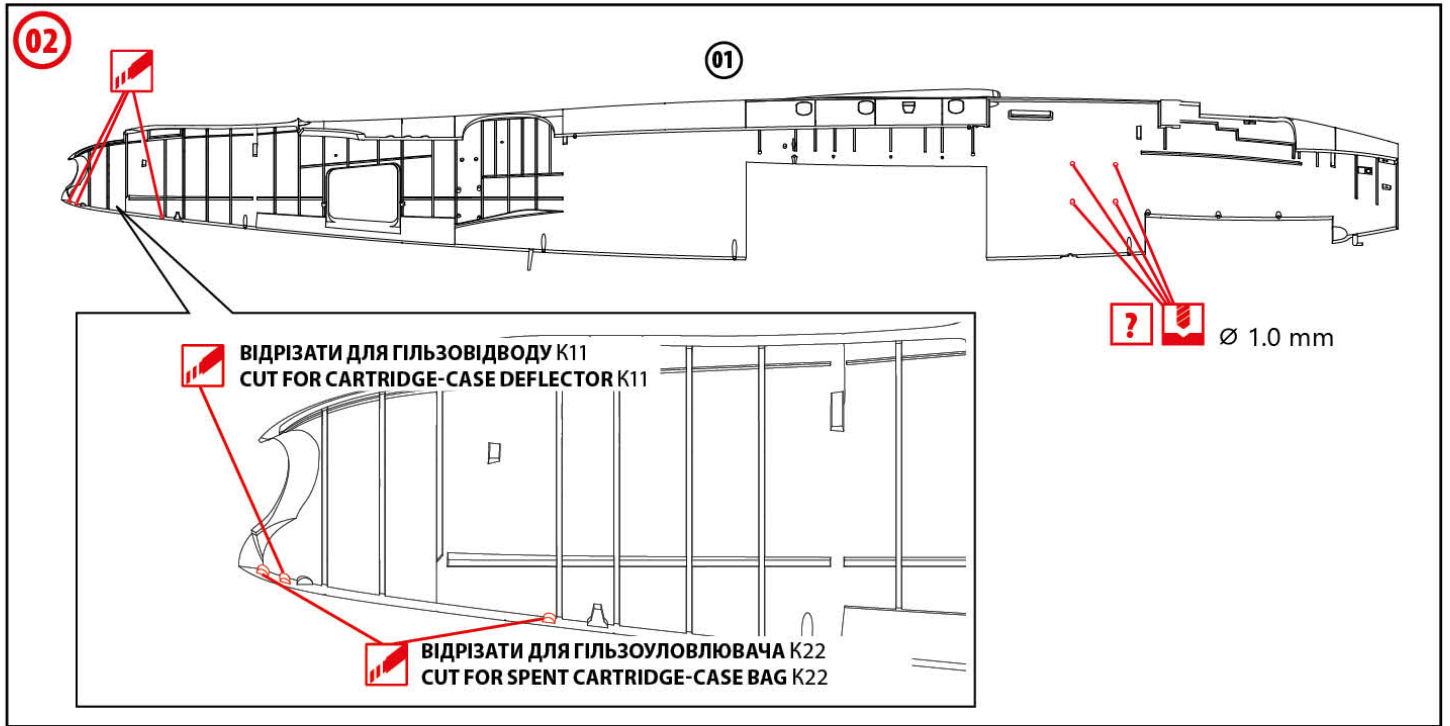 02
01
? Ø 1.0 mm
ВІДРІЗАТИ ДЛЯ ГІЛЬЗОВІДВОДУ K11
CUT FOR CARTRIDGE-CASE DEFLECTOR K11
ВІДРІЗАТИ ДЛЯ ГІЛЬЗОУЛОВЛЮВАЧА K22
CUT FOR SPENT CARTRIDGE-CASE BAG K22